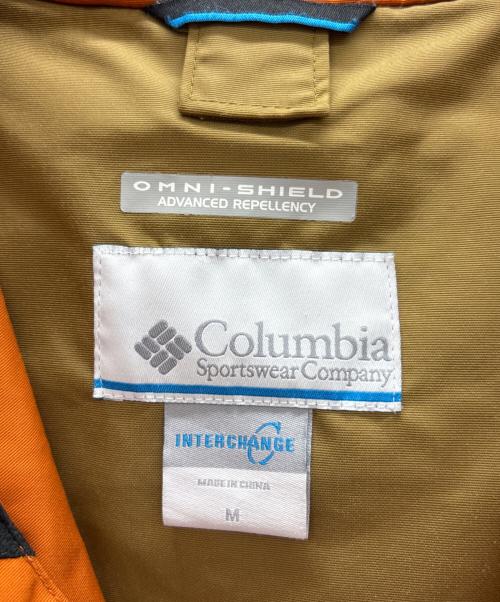 OMNI-SHIELD
ADVANCED REPELLENCY
Columbia
Sportswear Company
INTERCHANGE
MADE IN CHINA
M